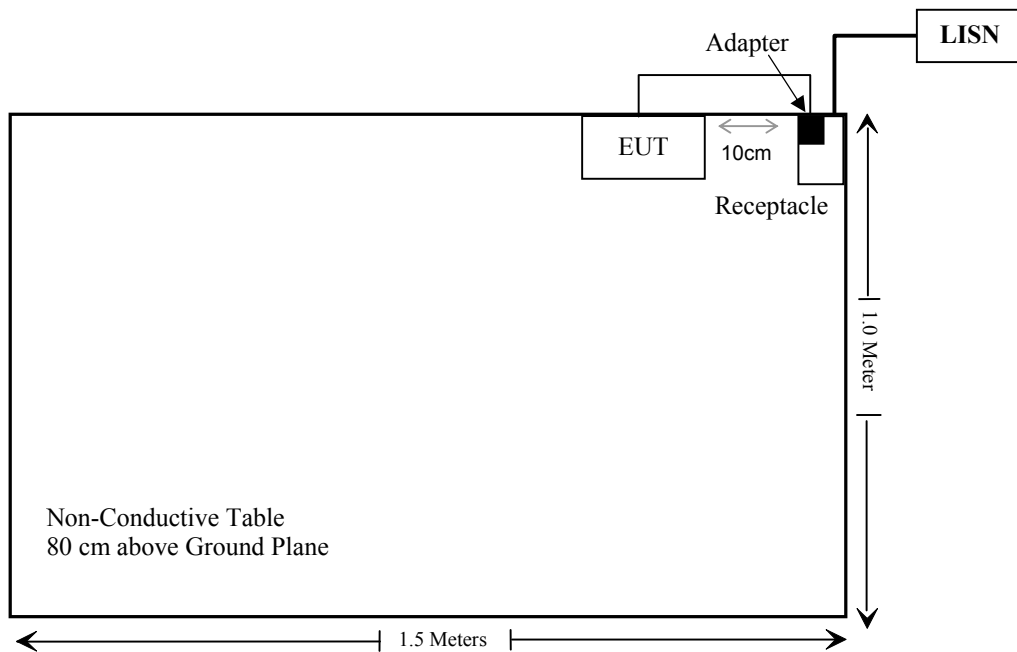 LISN
Adapter
EUT
10cm
Receptacle
1.0 Meter
Non-Conductive Table
80 cm above Ground Plane
1.5 Meters